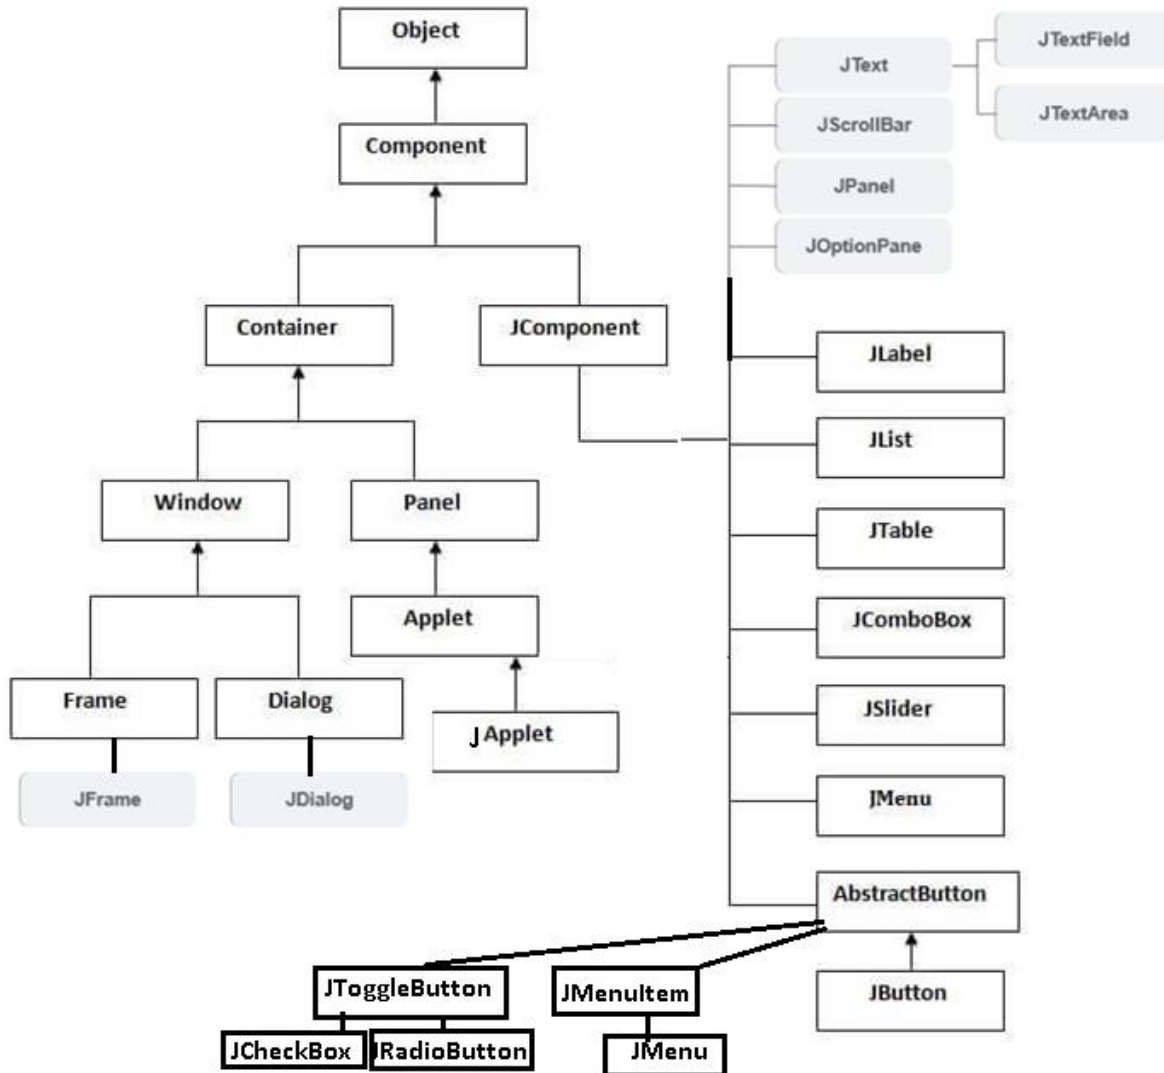 Object
Component
Container
JComponent
Window
Panel
Frame
Dialog
Applet
J Applet
JFrame
JDialog
JText
JTextField
JTextArea
JScrollBar
JPanel
JOptionPane
JLabel
JList
JTable
JComboBox
JSlider
JMenu
AbstractButton
JButton
JToggleButton
JMenuItem
JCheckBox
JRadioButton
JMenu